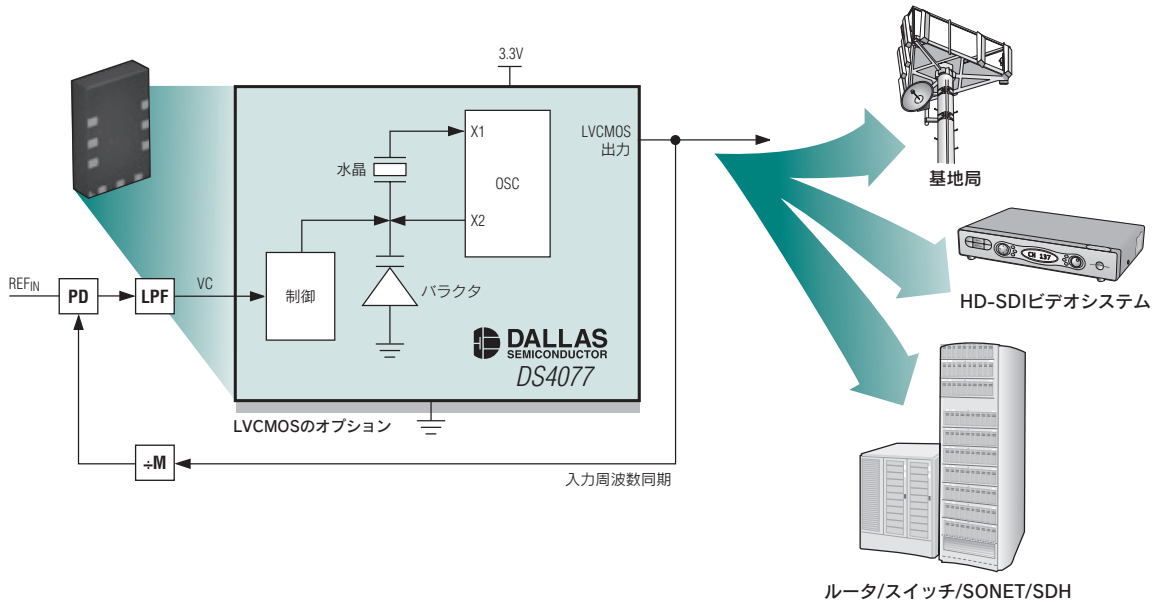 3.3V
X1
LVCMOS
出力
水晶
OSC
X2
基地局
CH 137
REFIN
PD
LPF
VC
制御
バラクタ
HD-SDIビデオシステム
DALLAS
SEMICONDUCTOR
DS4077
LVCMOSのオプション
÷M
入力周波数同期
ルータ/スイッチ/SONET/SDH